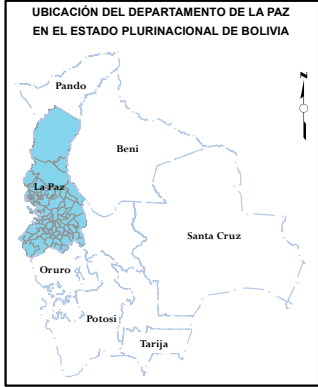 UBICACIÓN DEL DEPARTAMENTO DE LA PAZ
EN EL ESTADO PLURINACIONAL DE BOLIVIA
Pando
N
Beni
La Paz
Santa Cruz
Oruro
Potosi
Tarija